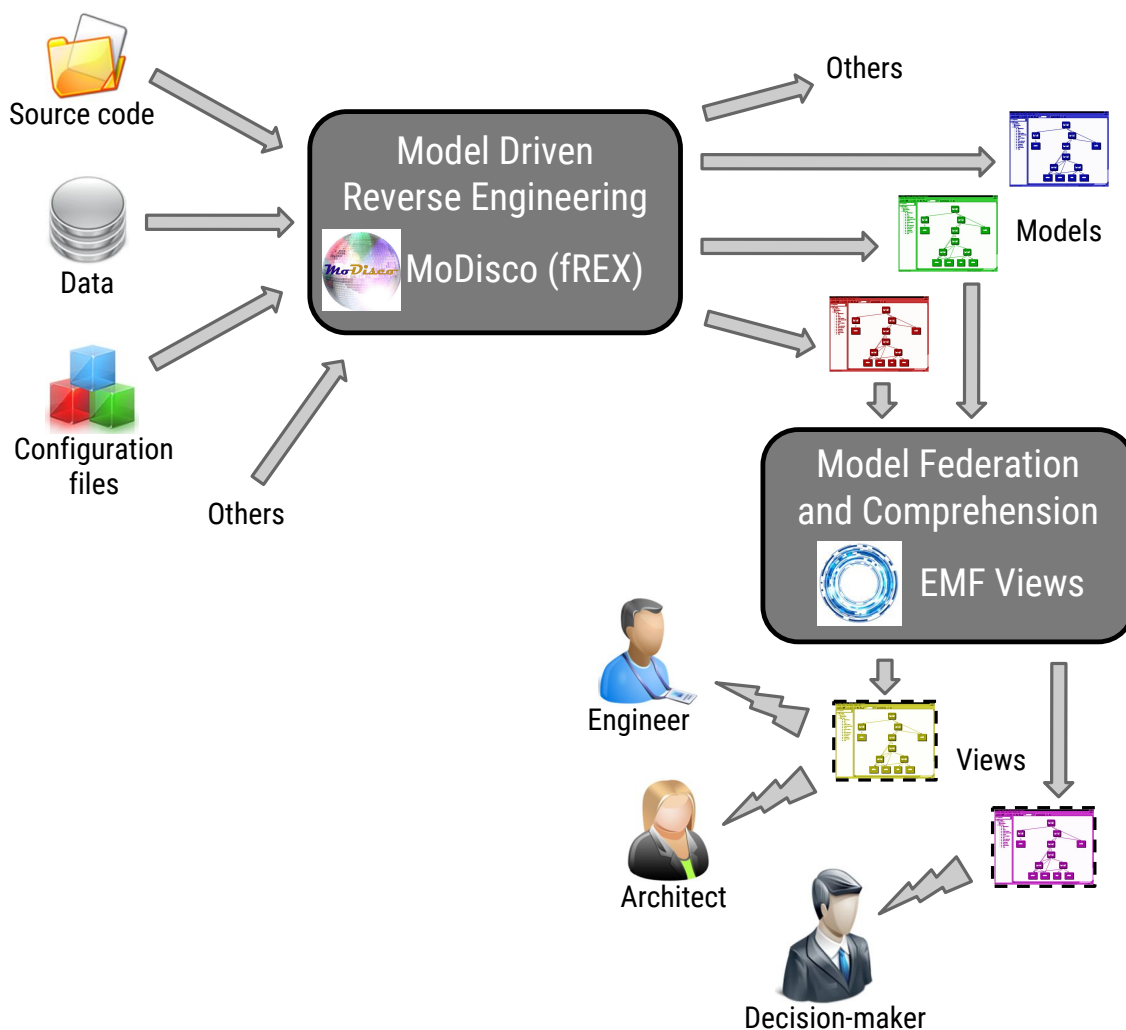 Others
Source code
Model Driven
Reverse Engineering
MoDisco
MoDisco (fREX)
Models
Data
Configuration
files
Others
Model Federation
and Comprehension
EMF Views
Engineer
Views
Architect
Decision-maker